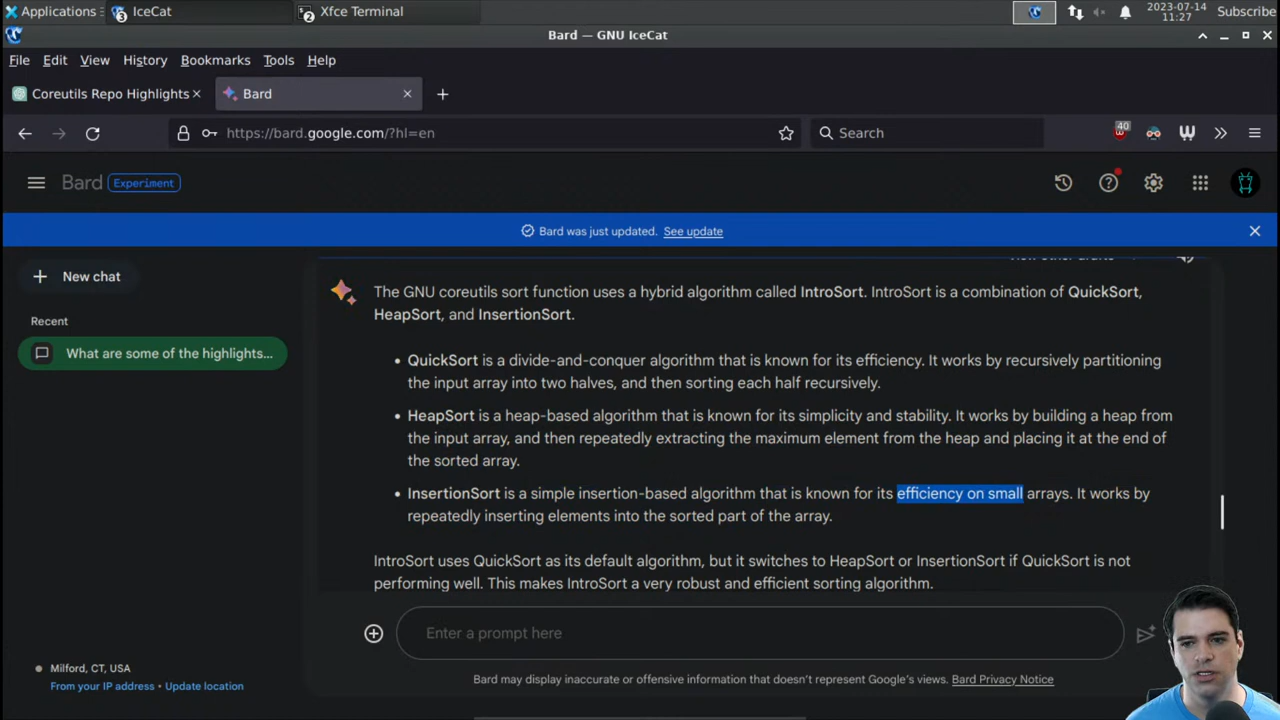 Applications
IceCat
Xfce Terminal
2023-07-14
11:27
Subscribe
Bard — GNU IceCat
File Edit View History Bookmarks Tools Help
Coreutils Repo Highlights
Bard
https://bard.google.com/?hl=en
Search
40
Bard Experiment
Bard was just updated. See update
New chat
Recent
What are some of the highlights...
View other drafts
The GNU coreutils sort function uses a hybrid algorithm called IntroSort. IntroSort is a combination of QuickSort,
HeapSort, and InsertionSort.
• QuickSort is a divide-and-conquer algorithm that is known for its efficiency. It works by recursively partitioning
the input array into two halves, and then sorting each half recursively.
• HeapSort is a heap-based algorithm that is known for its simplicity and stability. It works by building a heap from
the input array, and then repeatedly extracting the maximum element from the heap and placing it at the end of
the sorted array.
• InsertionSort is a simple insertion-based algorithm that is known for its efficiency on small arrays. It works by
repeatedly inserting elements into the sorted part of the array.
IntroSort uses QuickSort as its default algorithm, but it switches to HeapSort or InsertionSort if QuickSort is not
performing well. This makes IntroSort a very robust and efficient sorting algorithm.
Enter a prompt here
Milford, CT, USA
From your IP address • Update location
Bard may display inaccurate or offensive information that doesn't represent Google's views. Bard Privacy Notice